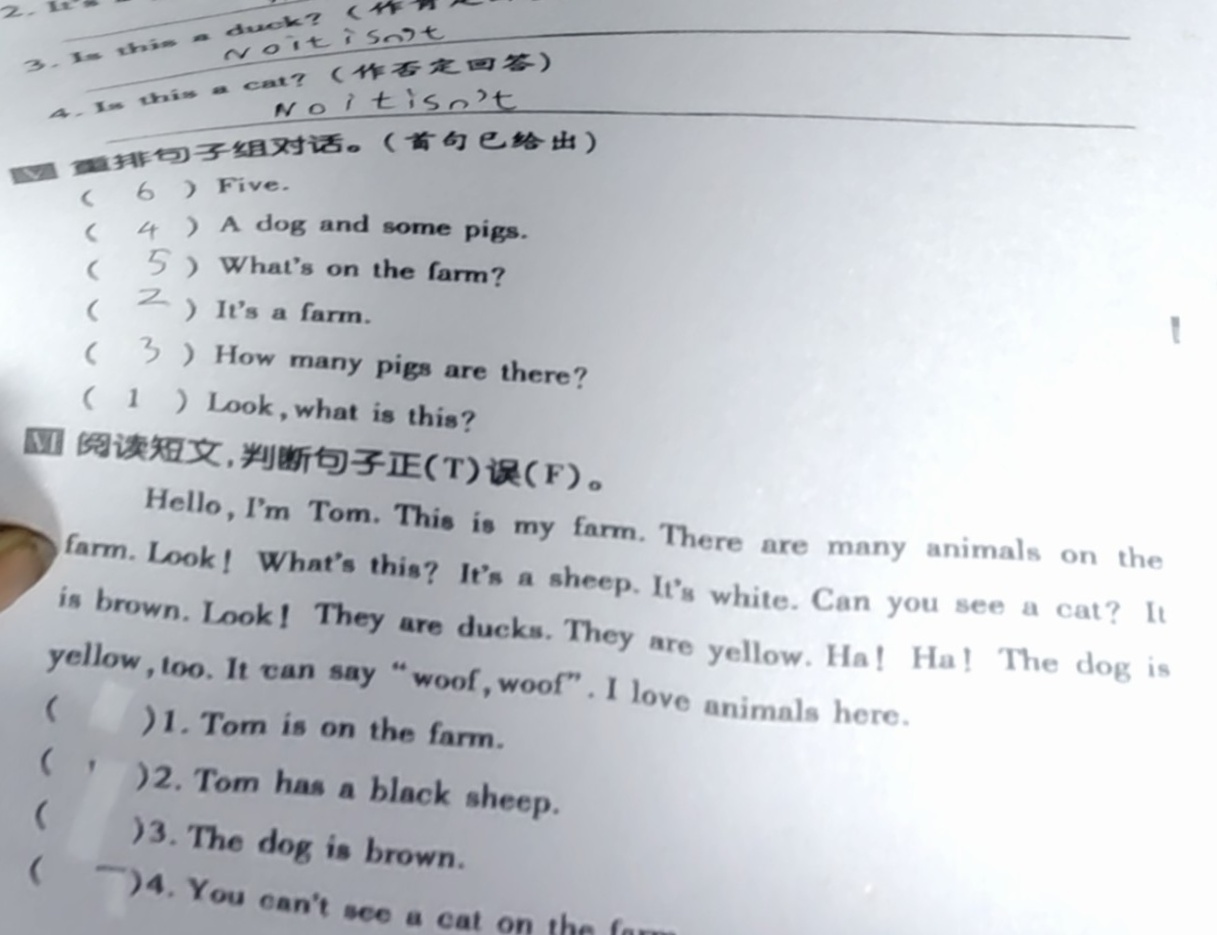 2. It's
3. Is this a duck? (作否定
No it isn't
4. Is this a cat? (作否定回答)
No it isn't
V 重排句子组对话。(首句已给出)
( 6 ) Five.
( 4 ) A dog and some pigs.
( 5 ) What's on the farm?
( 2 ) It's a farm.
( 3 ) How many pigs are there?
( 1 ) Look, what is this?
VI 阅读短文,判断句子正(T)误(F)。
Hello, I'm Tom. This is my farm. There are many animals on the
farm. Look! What's this? It's a sheep. It's white. Can you see a cat? It
is brown. Look! They are ducks. They are yellow. Ha! Ha! The dog is
yellow, too. It can say "woof, woof". I love animals here.
( )1. Tom is on the farm.
( )2. Tom has a black sheep.
( )3. The dog is brown.
( )4. You can't see a cat on the farm